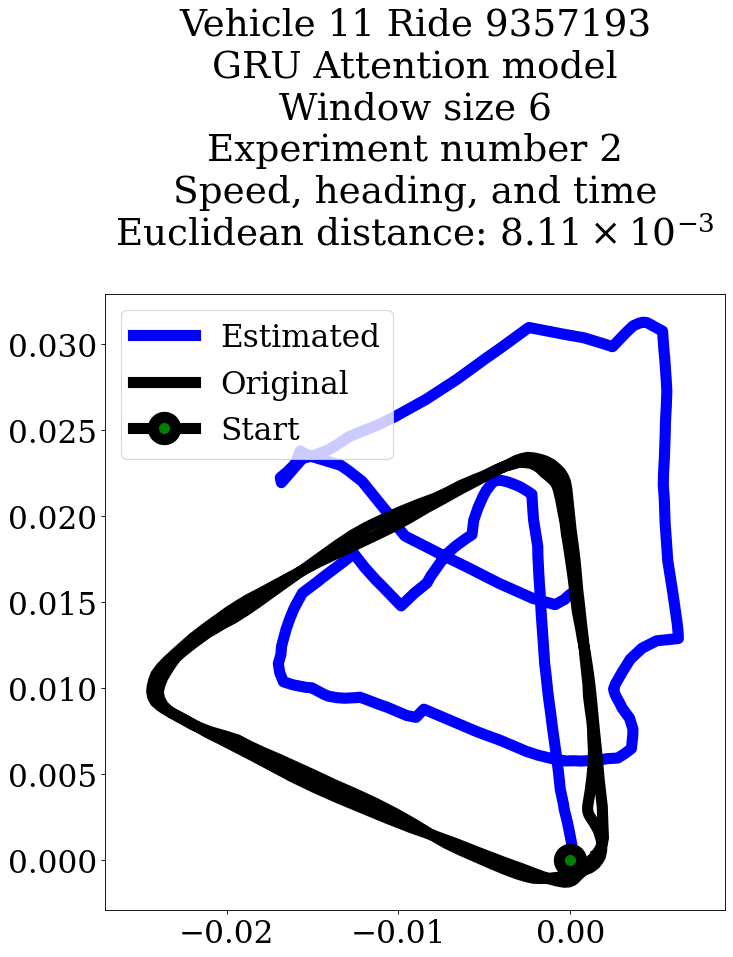 Vehicle 11 Ride 9357193
GRU Attention model
Window size 6
Experiment number 2
Speed, heading, and time
Euclidean distance: 8.11 × 10⁻³
Estimated
Original
Start
0.030
0.025
0.020
0.015
0.010
0.005
0.000
−0.02
−0.01
0.00